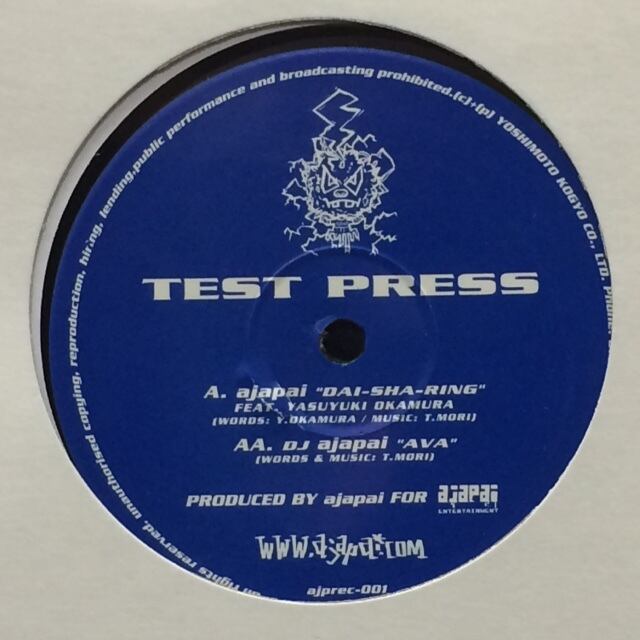 all rights reserved. unauthorised copying, reproduction, hiring, lending, public performance and broadcasting prohibited. (c)+(p) YOSHIMOTO KOGYO CO., LTD.
TEST PRESS
A. ajapai "DAI-SHA-RING"
FEAT. YASUYUKI OKAMURA
(WORDS: Y.OKAMURA / MUSIC: T.MORI)
AA. DJ ajapai "AVA"
(WORDS & MUSIC: T.MORI)
PRODUCED BY ajapai FOR ajapai
ENTERTAINMENT
www.ajapai.com
ajprec-001